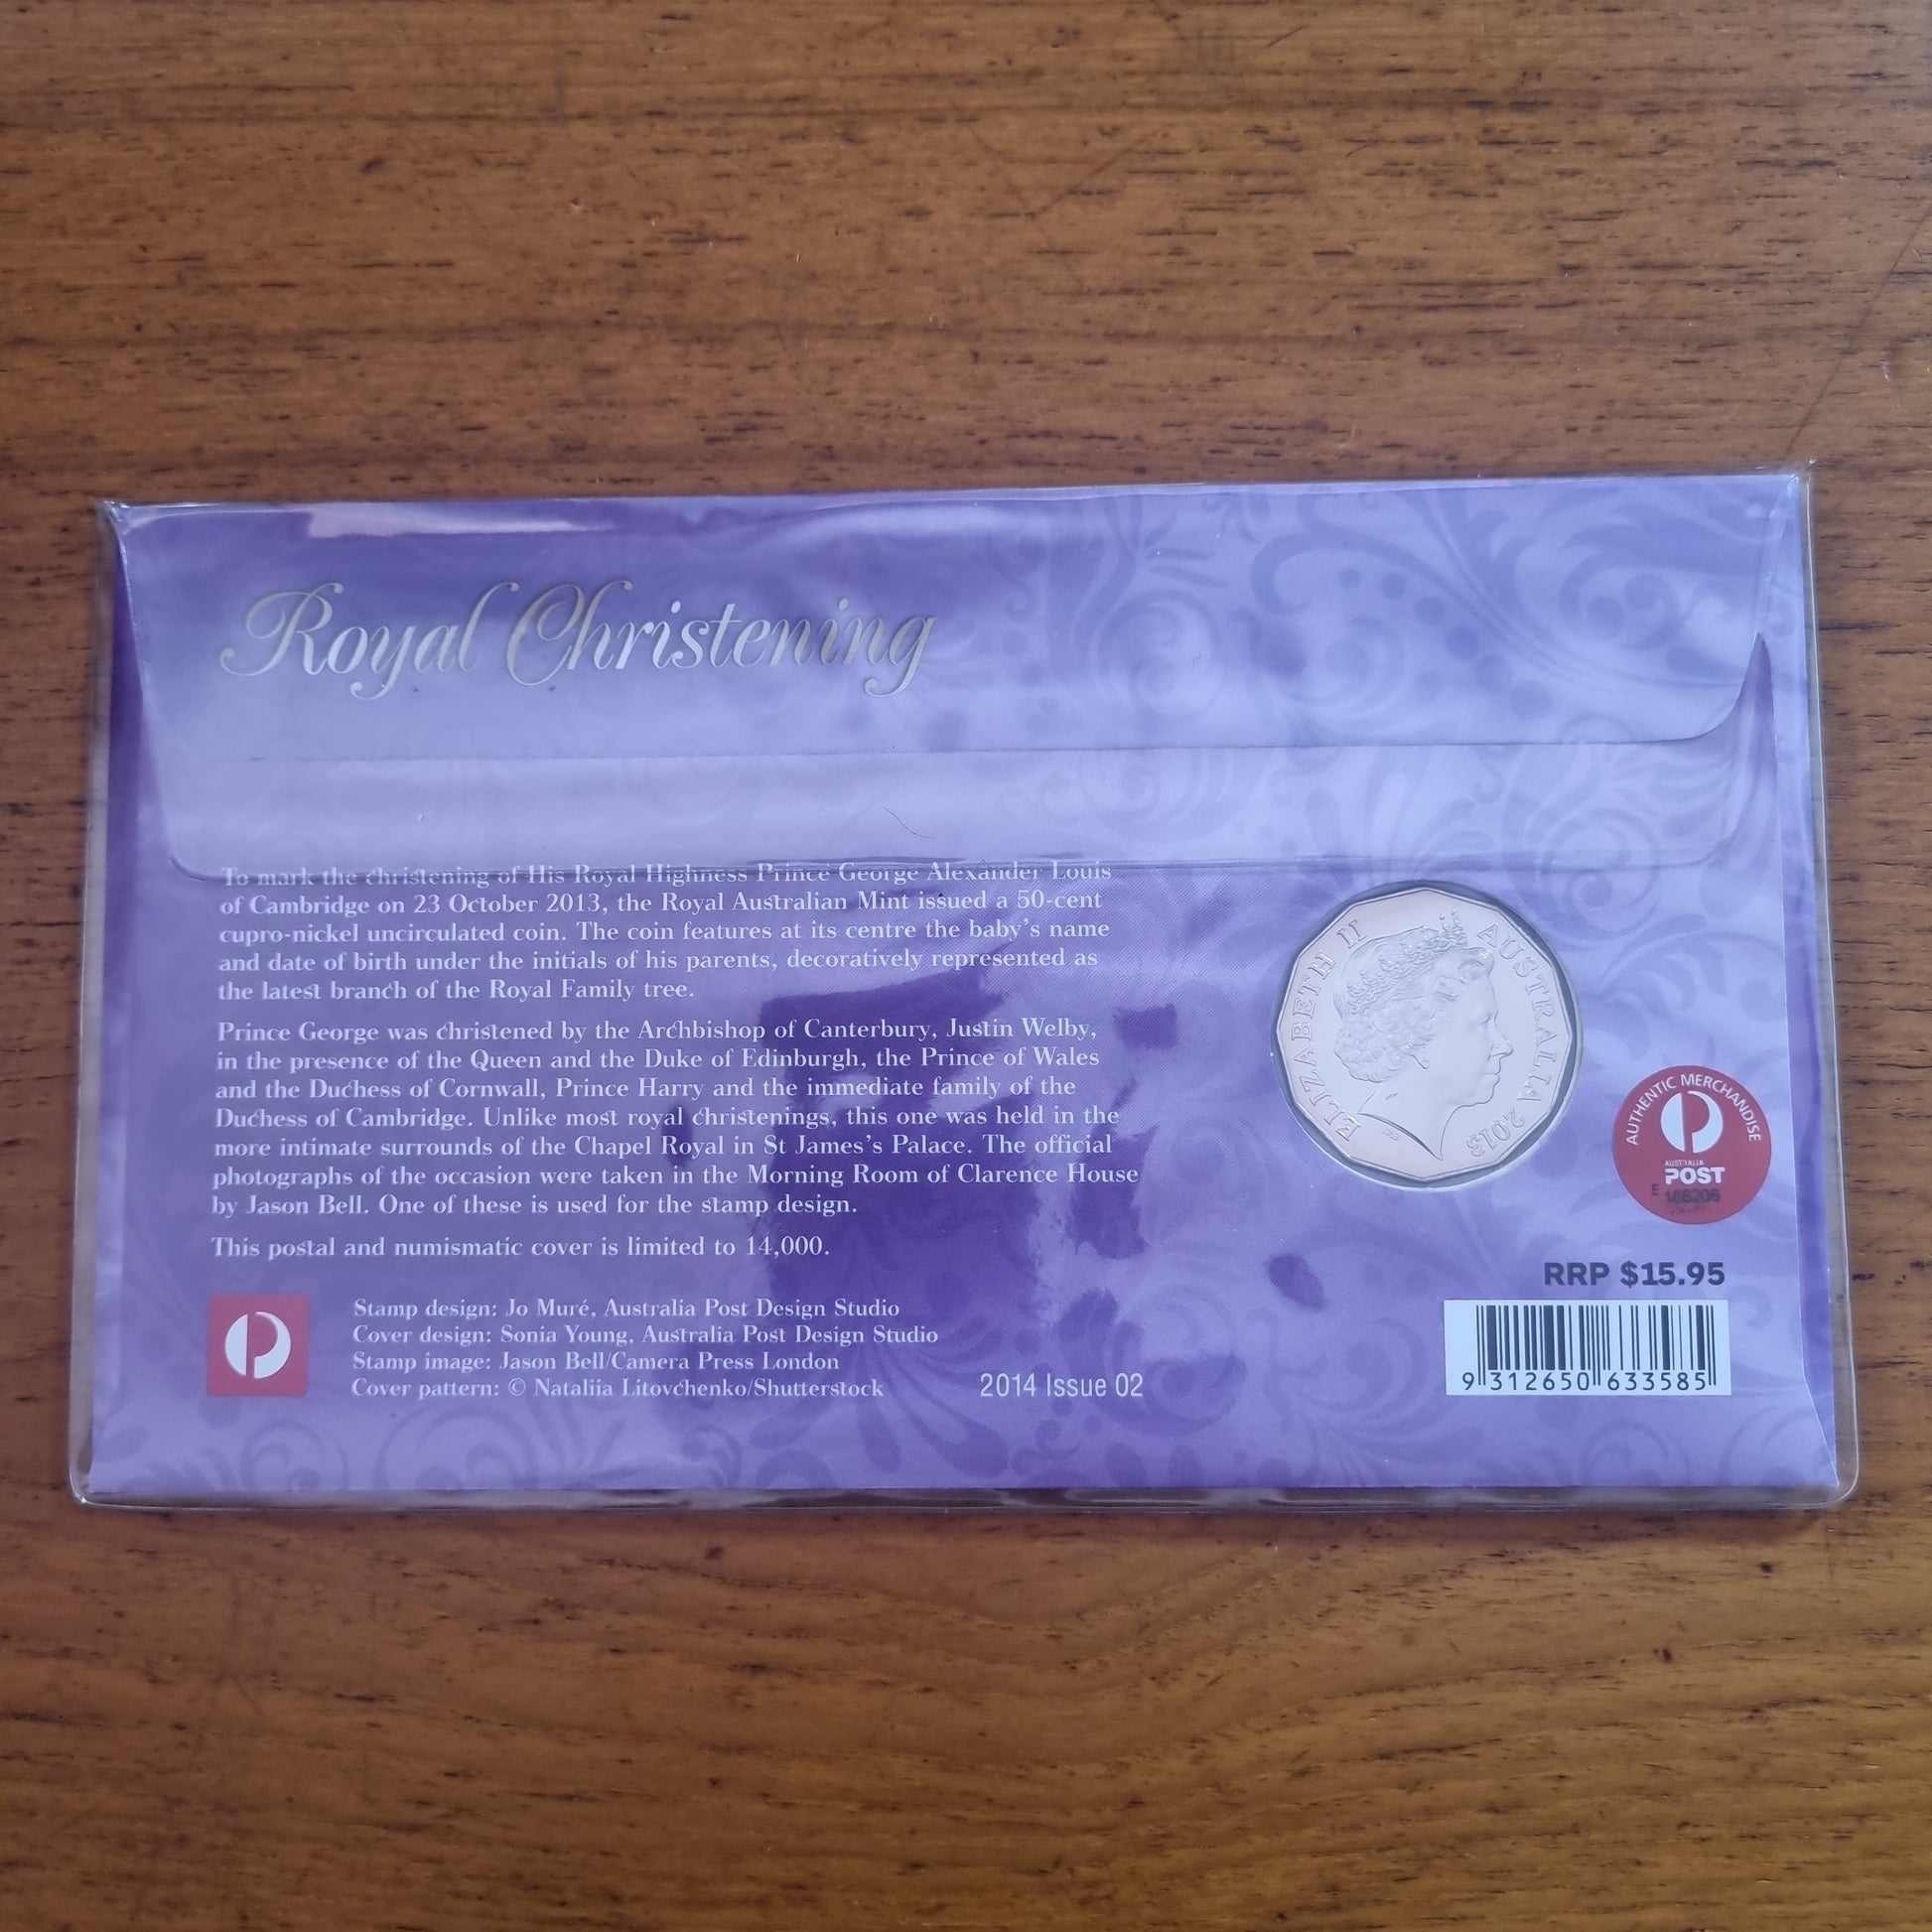 Royal Christening
To mark the christening of His Royal Highness Prince George Alexander Louis
of Cambridge on 23 October 2013, the Royal Australian Mint issued a 50-cent
cupro-nickel uncirculated coin. The coin features at its centre the baby's name
and date of birth under the initials of his parents, decoratively represented as
the latest branch of the Royal Family tree.
Prince George was christened by the Archbishop of Canterbury, Justin Welby,
in the presence of the Queen and the Duke of Edinburgh, the Prince of Wales
and the Duchess of Cornwall, Prince Harry and the immediate family of the
Duchess of Cambridge. Unlike most royal christenings, this one was held in the
more intimate surrounds of the Chapel Royal in St James's Palace. The official
photographs of the occasion were taken in the Morning Room of Clarence House
by Jason Bell. One of these is used for the stamp design.
This postal and numismatic cover is limited to 14,000.
Stamp design: Jo Muré, Australia Post Design Studio
Cover design: Sonia Young, Australia Post Design Studio
Stamp image: Jason Bell/Camera Press London
Cover pattern: © Nataliia Litovchenko/Shutterstock
2014 Issue 02
ELIZABETH II
AUSTRALIA 2013
AUTHENTIC MERCHANDISE
AUSTRALIA
POST
E
RRP $15.95
9 312650 633585